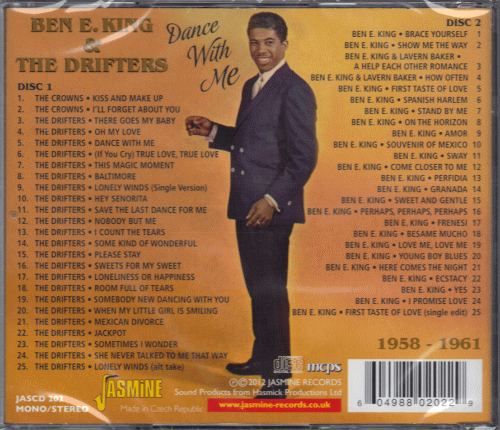 BEN E. KING
&
THE DRIFTERS
Dance
With
Me
DISC 1
1. THE CROWNS • KISS AND MAKE UP
2. THE CROWNS • I'LL FORGET ABOUT YOU
3. THE DRIFTERS • THERE GOES MY BABY
4. THE DRIFTERS • OH MY LOVE
5. THE DRIFTERS • DANCE WITH ME
6. THE DRIFTERS • (If You Cry) TRUE LOVE, TRUE LOVE
7. THE DRIFTERS • THIS MAGIC MOMENT
8. THE DRIFTERS • BALTIMORE
9. THE DRIFTERS • LONELY WINDS (Single Version)
10. THE DRIFTERS • HEY SENORITA
11. THE DRIFTERS • SAVE THE LAST DANCE FOR ME
12. THE DRIFTERS • NOBODY BUT ME
13. THE DRIFTERS • I COUNT THE TEARS
14. THE DRIFTERS • SOME KIND OF WONDERFUL
15. THE DRIFTERS • PLEASE STAY
16. THE DRIFTERS • SWEETS FOR MY SWEET
17. THE DRIFTERS • LONELINESS OR HAPPINESS
18. THE DRIFTERS • ROOM FULL OF TEARS
19. THE DRIFTERS • SOMEBODY NEW DANCING WITH YOU
20. THE DRIFTERS • WHEN MY LITTLE GIRL IS SMILING
21. THE DRIFTERS • MEXICAN DIVORCE
22. THE DRIFTERS • JACKPOT
23. THE DRIFTERS • SOMETIMES I WONDER
24. THE DRIFTERS • SHE NEVER TALKED TO ME THAT WAY
25. THE DRIFTERS • LONELY WINDS (alt take)
DISC 2
BEN E. KING • BRACE YOURSELF 1
BEN E. KING • SHOW ME THE WAY 2
BEN E. KING & LAVERN BAKER •
A HELP EACH OTHER ROMANCE 3
BEN E. KING & LAVERN BAKER • HOW OFTEN 4
BEN E. KING • FIRST TASTE OF LOVE 5
BEN E. KING • SPANISH HARLEM 6
BEN E. KING • STAND BY ME 7
BEN E. KING • ON THE HORIZON 8
BEN E. KING • AMOR 9
BEN E. KING • SOUVENIR OF MEXICO 10
BEN E. KING • SWAY 11
BEN E. KING • COME CLOSER TO ME 12
BEN E. KING • PERFIDIA 13
BEN E. KING • GRANADA 14
BEN E. KING • SWEET AND GENTLE 15
BEN E. KING • PERHAPS, PERHAPS, PERHAPS 16
BEN E. KING • FRENESI 17
BEN E. KING • BESAME MUCHO 18
BEN E. KING • LOVE ME, LOVE ME 19
BEN E. KING • YOUNG BOY BLUES 20
BEN E. KING • HERE COMES THE NIGHT 21
BEN E. KING • ECSTACY 22
BEN E. KING • YES 23
BEN E. KING • I PROMISE LOVE 24
BEN E. KING • FIRST TASTE OF LOVE (single edit) 25
1958 - 1961
JASCD 201
MONO/STEREO
JASMINE
Made in Czech Republic
COMPACT disc DIGITAL AUDIO
mcps
℗©2012 JASMINE RECORDS
Sound Products from Hasmick Productions Ltd
www.jasmine-records.co.uk
6 04988 02022 9